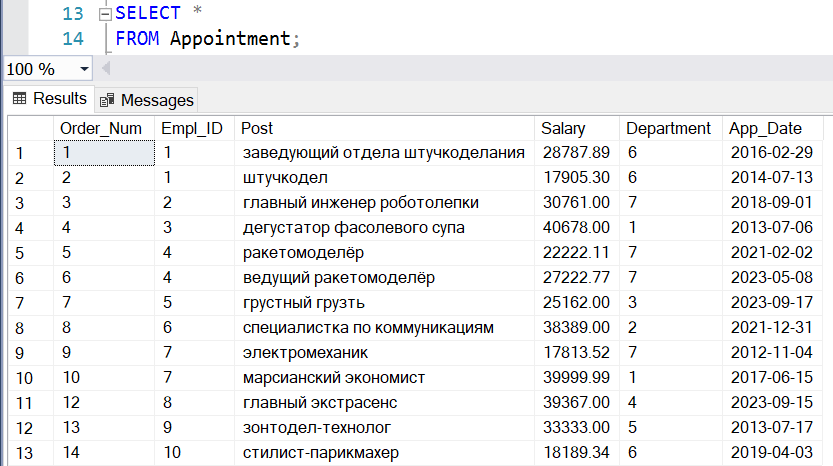 13 SELECT *
14 FROM Appointment;
100 %
Results Messages
Order_Num Empl_ID Post Salary Department App_Date
1 1 1 заведующий отдела штучкоделания 28787.89 6 2016-02-29
2 2 1 штучкодел 17905.30 6 2014-07-13
3 3 2 главный инженер роботолепки 30761.00 7 2018-09-01
4 4 3 дегустатор фасолевого супа 40678.00 1 2013-07-06
5 5 4 ракетомоделёр 22222.11 7 2021-02-02
6 6 4 ведущий ракетомоделёр 27222.77 7 2023-05-08
7 7 5 грустный грузть 25162.00 3 2023-09-17
8 8 6 специалистка по коммуникациям 38389.00 2 2021-12-31
9 9 7 электромеханик 17813.52 7 2012-11-04
10 10 7 марсианский экономист 39999.99 1 2017-06-15
11 12 8 главный экстрасенс 39367.00 4 2023-09-15
12 13 9 зонтодел-технолог 33333.00 5 2013-07-17
13 14 10 стилист-парикмахер 18189.34 6 2019-04-03